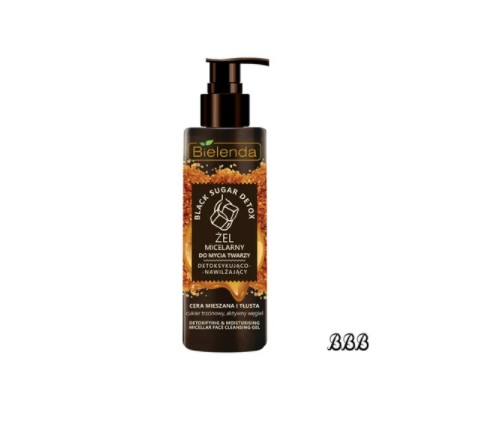 Bielenda
BLACK SUGAR DETOX
ŻEL
MICELARNY
DO MYCIA TWARZY
DETOKSYKUJĄCO-
-NAWILŻAJĄCY
CERA MIESZANA I TŁUSTA
cukier trzcinowy, aktywny węgiel
DETOXIFYING & MOISTURISING
MICELLAR FACE CLEANSING GEL
BBB